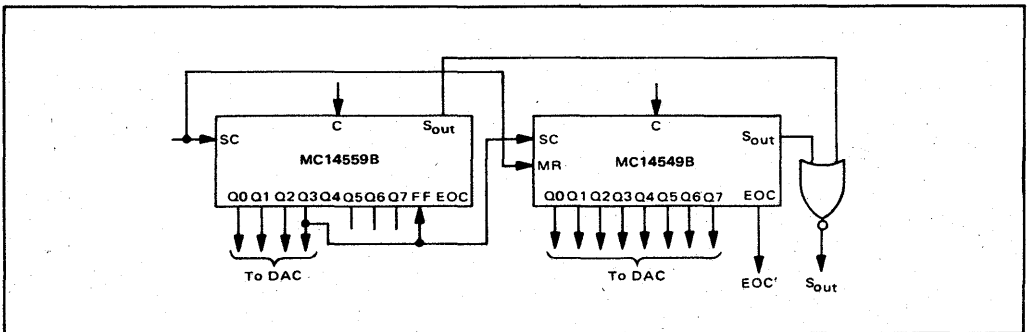 C Sout
SC
MC14559B
Q0 Q1 Q2 Q3 Q4 Q5 Q6 Q7 FF EOC
To DAC
C
SC Sout
MR MC14549B
Q0 Q1 Q2 Q3 Q4 Q5 Q6 Q7 EOC
To DAC
EOC'
Sout